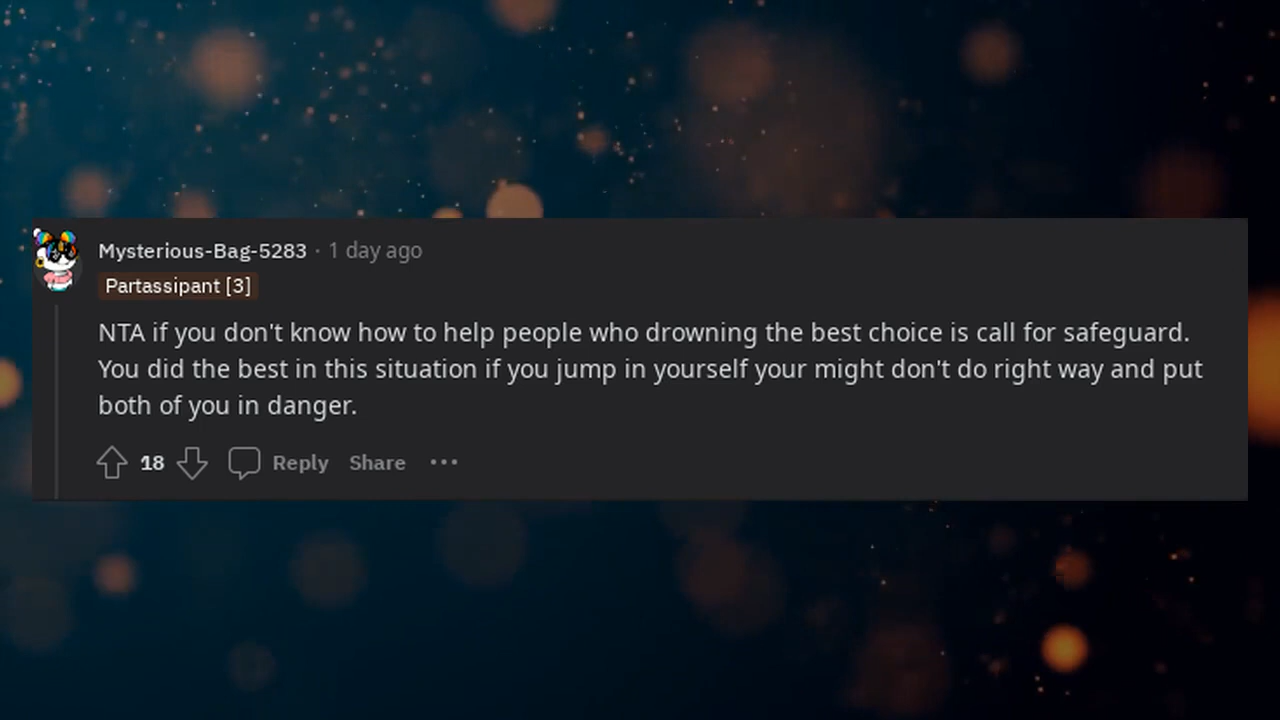 Mysterious-Bag-5283 · 1 day ago
Partassipant [3]
NTA if you don't know how to help people who drowning the best choice is call for safeguard.
You did the best in this situation if you jump in yourself your might don't do right way and put
both of you in danger.
18 Reply Share